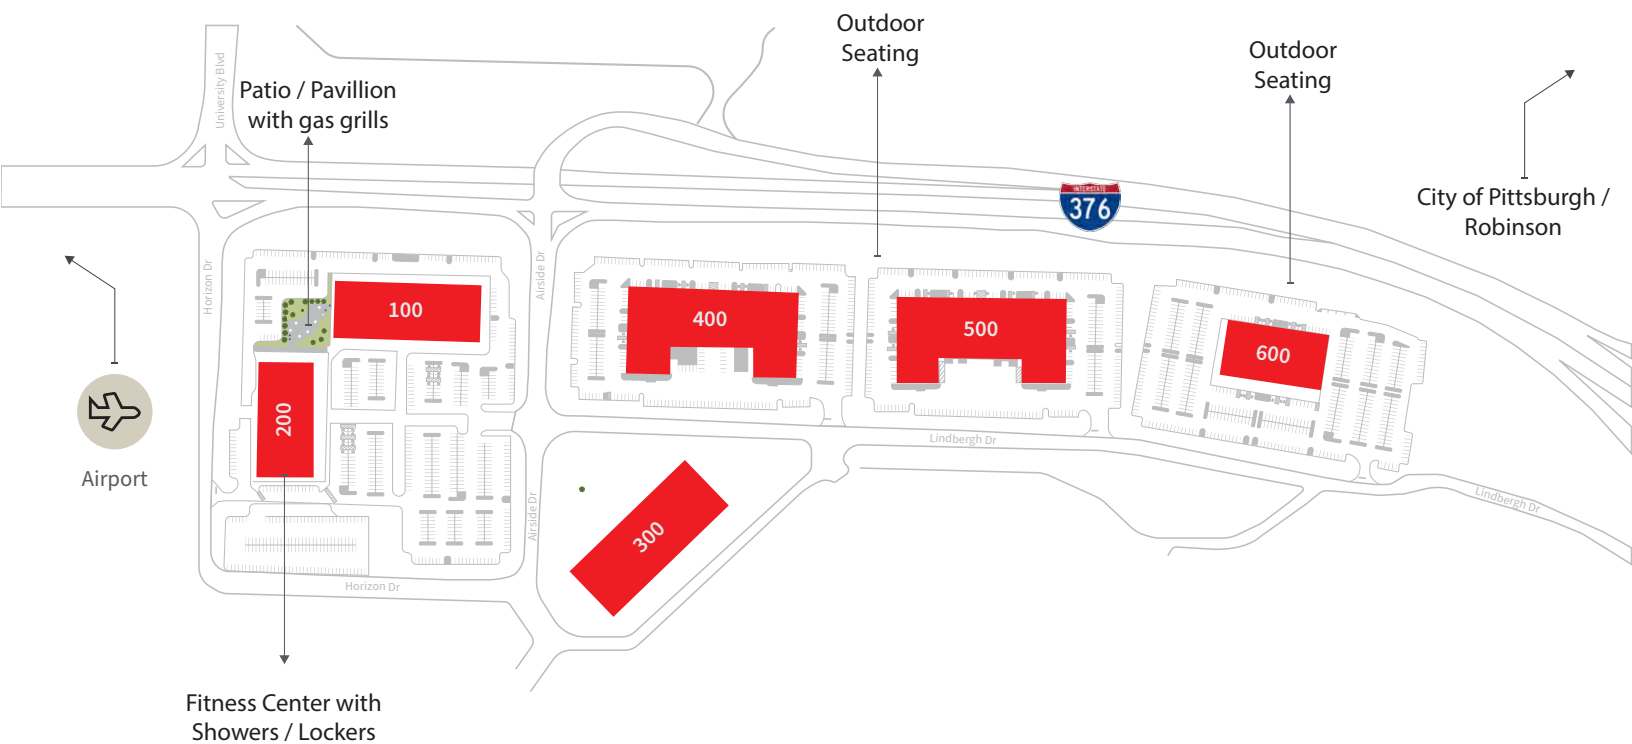 Outdoor
Seating
Outdoor
Seating
University Blvd
Patio / Pavillion
with gas grills
INTERSTATE
376
City of Pittsburgh /
Robinson
Horizon Dr
Airside Dr
100
400
500
600
200
Airport
Lindbergh Dr
Lindbergh Dr
Airside Dr
300
Horizon Dr
Fitness Center with
Showers / Lockers